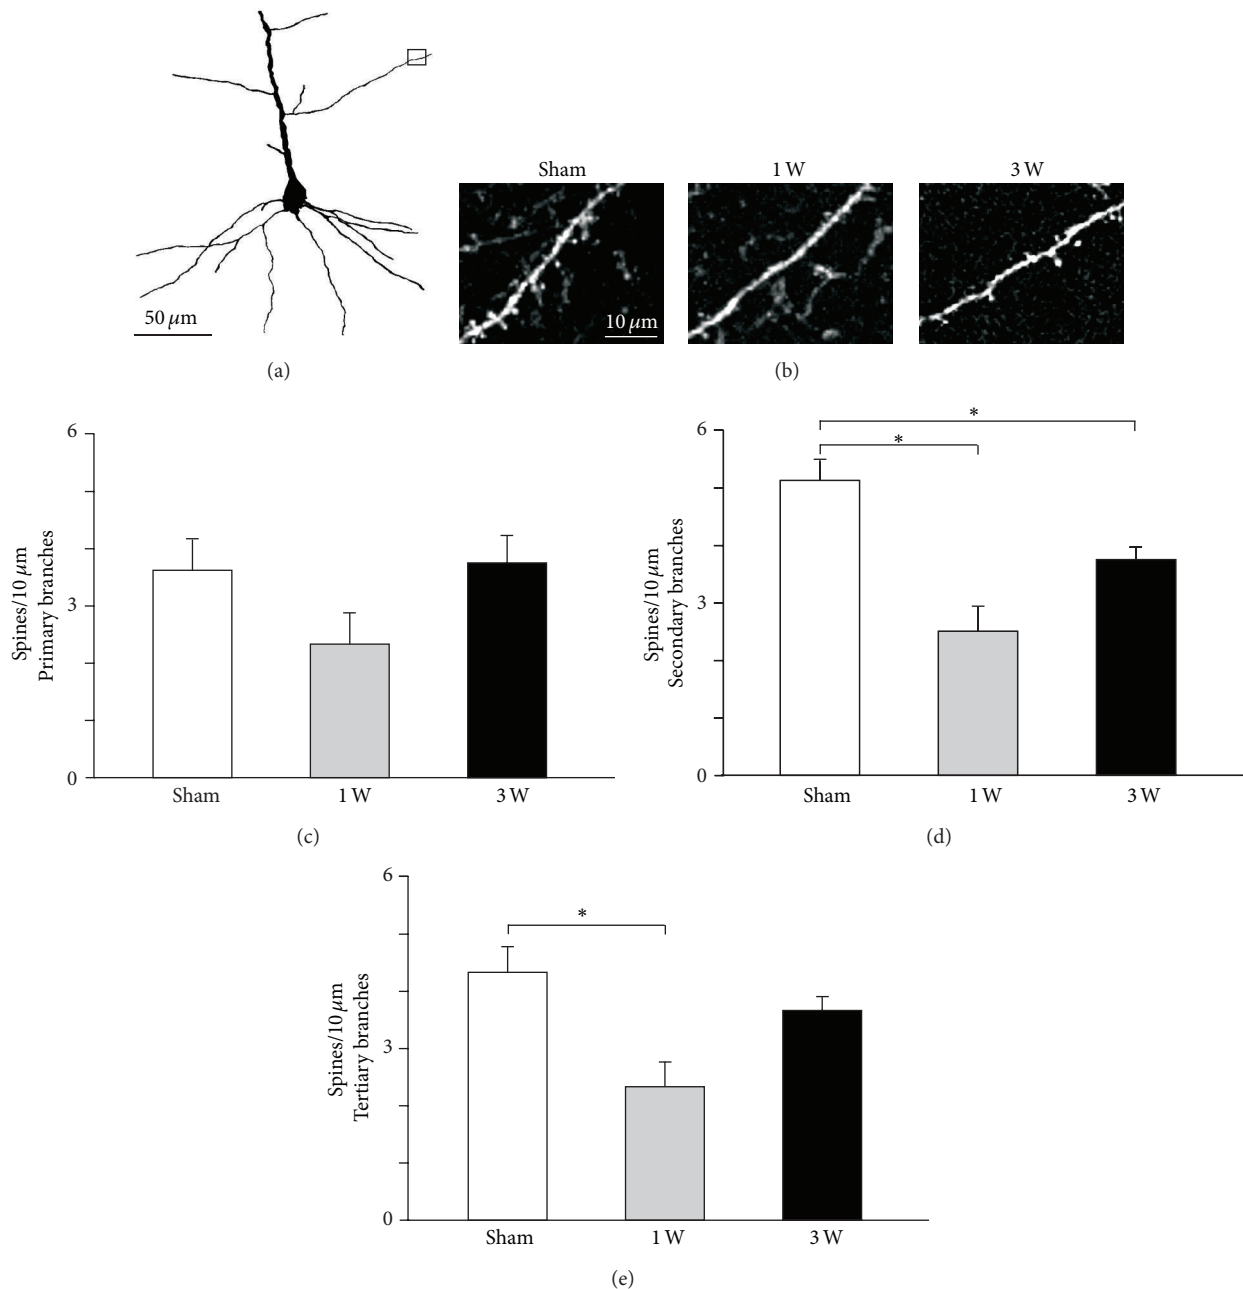 Sham
1 W
3 W
50 µm
10 µm
(a)
(b)
6
3
0
Spines/10 µm
Primary branches
Sham
1 W
3 W
(c)
*
*
6
3
0
Spines/10 µm
Secondary branches
Sham
1 W
3 W
(d)
*
6
3
0
Spines/10 µm
Tertiary branches
Sham
1 W
3 W
(e)